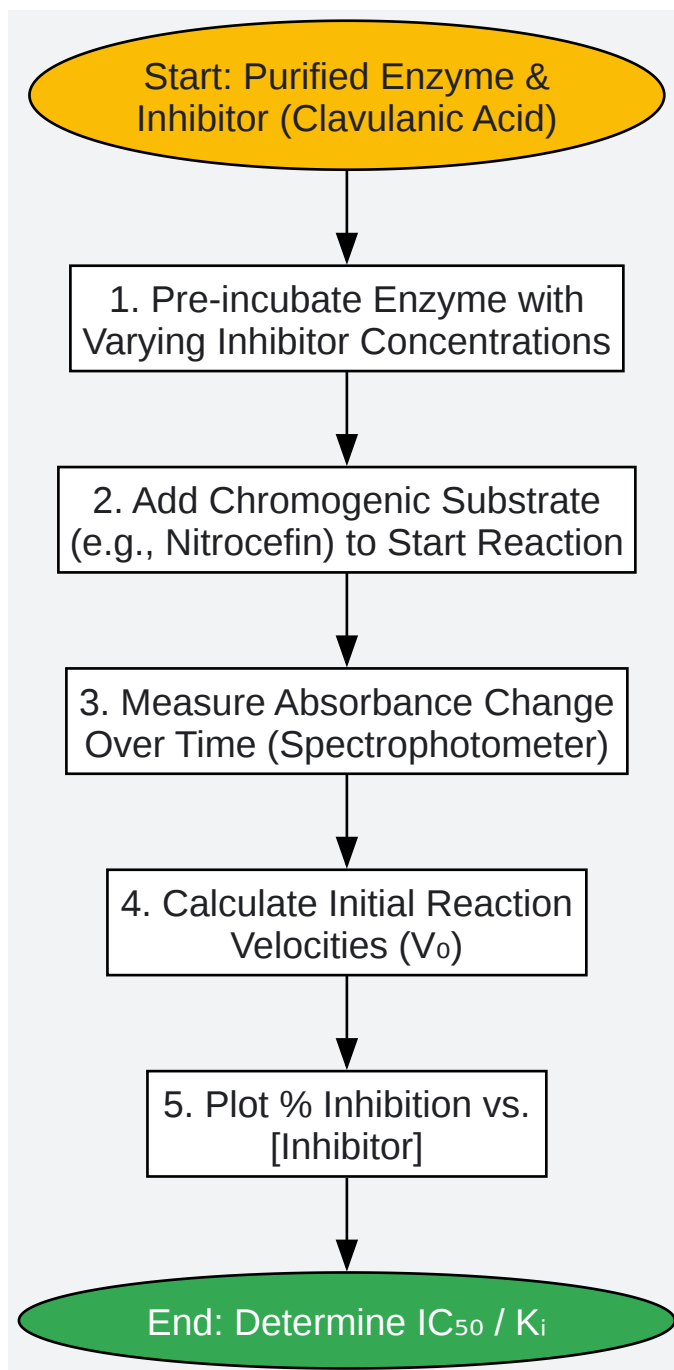 Start: Purified Enzyme &
Inhibitor (Clavulanic Acid)
1. Pre-incubate Enzyme with
Varying Inhibitor Concentrations
2. Add Chromogenic Substrate
(e.g., Nitrocefin) to Start Reaction
3. Measure Absorbance Change
Over Time (Spectrophotometer)
4. Calculate Initial Reaction
Velocities (V₀)
5. Plot % Inhibition vs.
[Inhibitor]
End: Determine IC₅₀ / Kᵢ